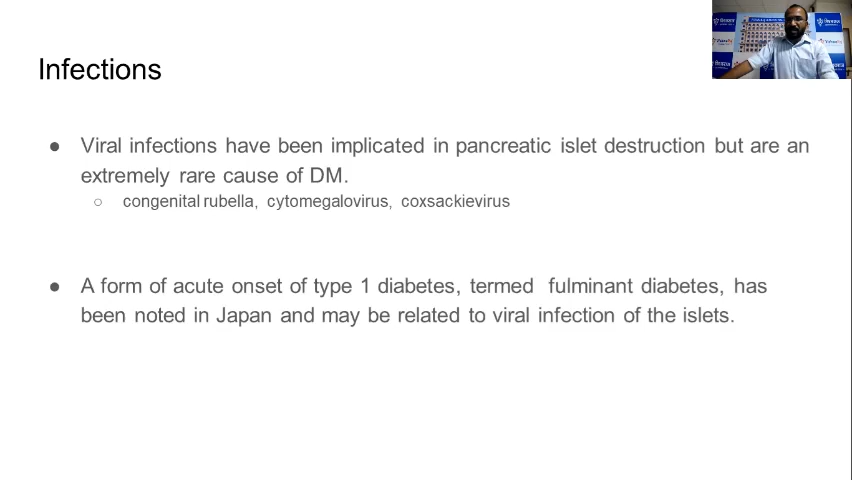 Infections
● Viral infections have been implicated in pancreatic islet destruction but are an
extremely rare cause of DM.
○ congenital rubella, cytomegalovirus, coxsackievirus
● A form of acute onset of type 1 diabetes, termed fulminant diabetes, has
been noted in Japan and may be related to viral infection of the islets.